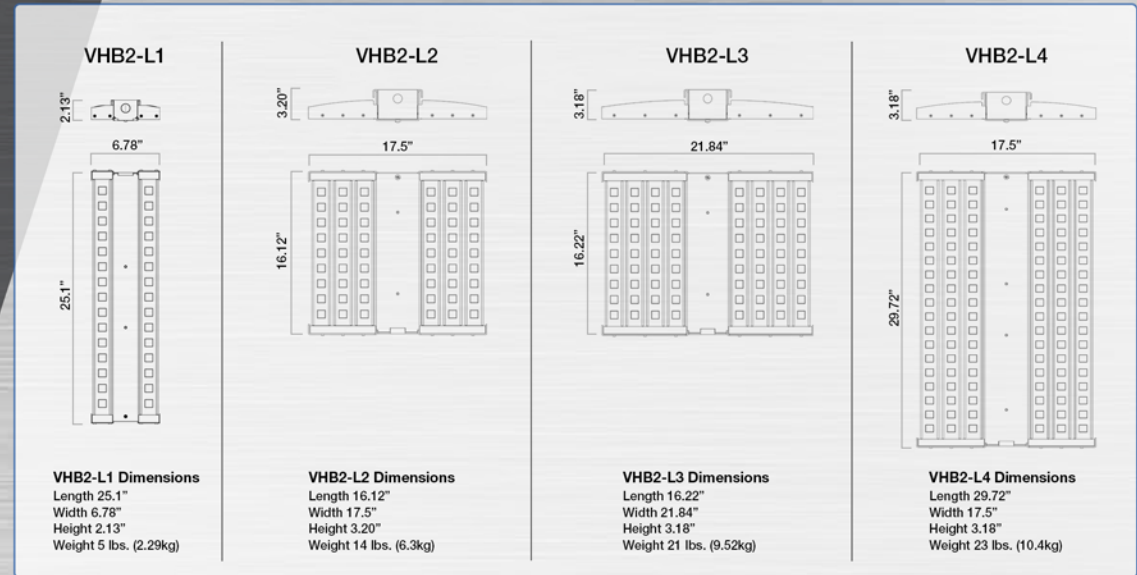 VHB2-L1
2.13”
6.78”
25.1”
VHB2-L1 Dimensions
Length 25.1”
Width 6.78”
Height 2.13”
Weight 5 lbs. (2.29kg)
VHB2-L2
3.20”
17.5”
16.12”
VHB2-L2 Dimensions
Length 16.12”
Width 17.5”
Height 3.20”
Weight 14 lbs. (6.3kg)
VHB2-L3
3.18”
21.84”
16.22”
VHB2-L3 Dimensions
Length 16.22”
Width 21.84”
Height 3.18”
Weight 21 lbs. (9.52kg)
VHB2-L4
3.18”
17.5”
29.72”
VHB2-L4 Dimensions
Length 29.72”
Width 17.5”
Height 3.18”
Weight 23 lbs. (10.4kg)